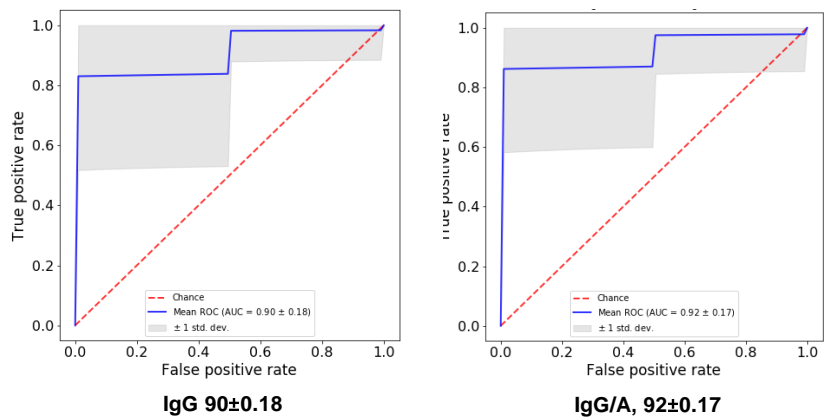 1.0
0.8
0.6
0.4
0.2
0.0
True positive rate
Chance
Mean ROC (AUC = 0.90 ± 0.18)
± 1 std. dev.
0.0 0.2 0.4 0.6 0.8 1.0
False positive rate
IgG 90±0.18
1.0
0.8
0.6
0.4
0.2
0.0
True positive rate
Chance
Mean ROC (AUC = 0.92 ± 0.17)
± 1 std. dev.
0.0 0.2 0.4 0.6 0.8 1.0
False positive rate
IgG/A, 92±0.17